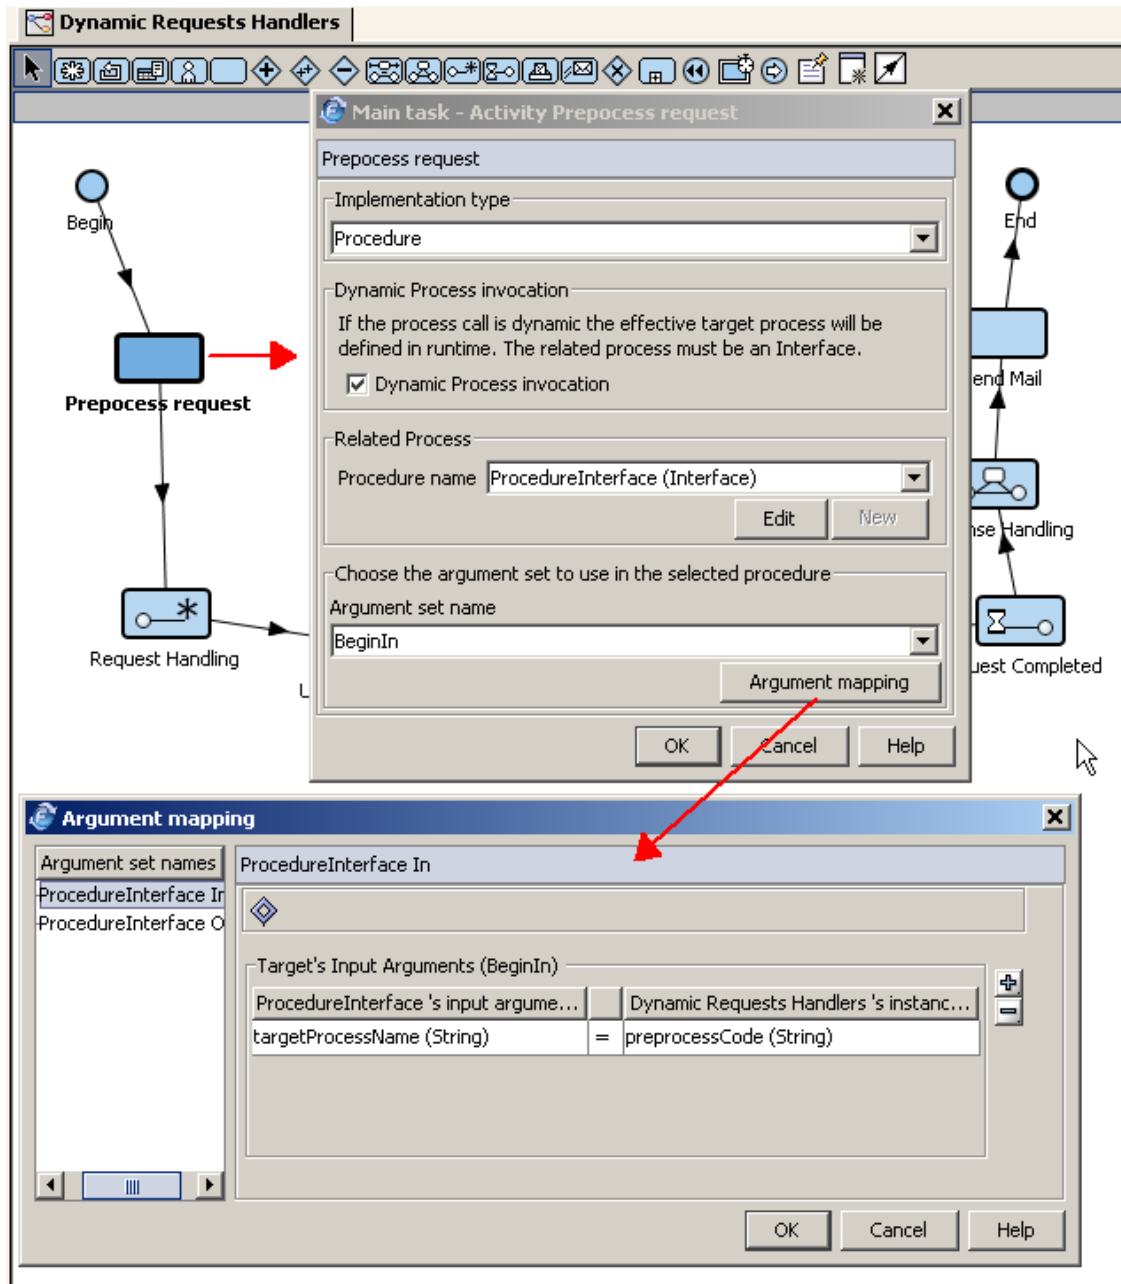 Dynamic Requests Handlers
Main task - Activity Prepocess request
Prepocess request
Implementation type
Procedure
Begin
End
Dynamic Process invocation
If the process call is dynamic the effective target process will be
defined in runtime. The related process must be an Interface.
Dynamic Process invocation
end Mail
Prepocess request
Related Process
Procedure name ProcedureInterface (Interface)
Edit New
nse Handling
Choose the argument set to use in the selected procedure
Argument set name
BeginIn
Request Handling
uest Completed
Argument mapping
OK Cancel Help
Argument mapping
Argument set names
ProcedureInterface In
ProcedureInterface In
ProcedureInterface O
Target's Input Arguments (BeginIn)
ProcedureInterface 's input argume... Dynamic Requests Handlers 's instanc...
targetProcessName (String) = preprocessCode (String)
OK Cancel Help